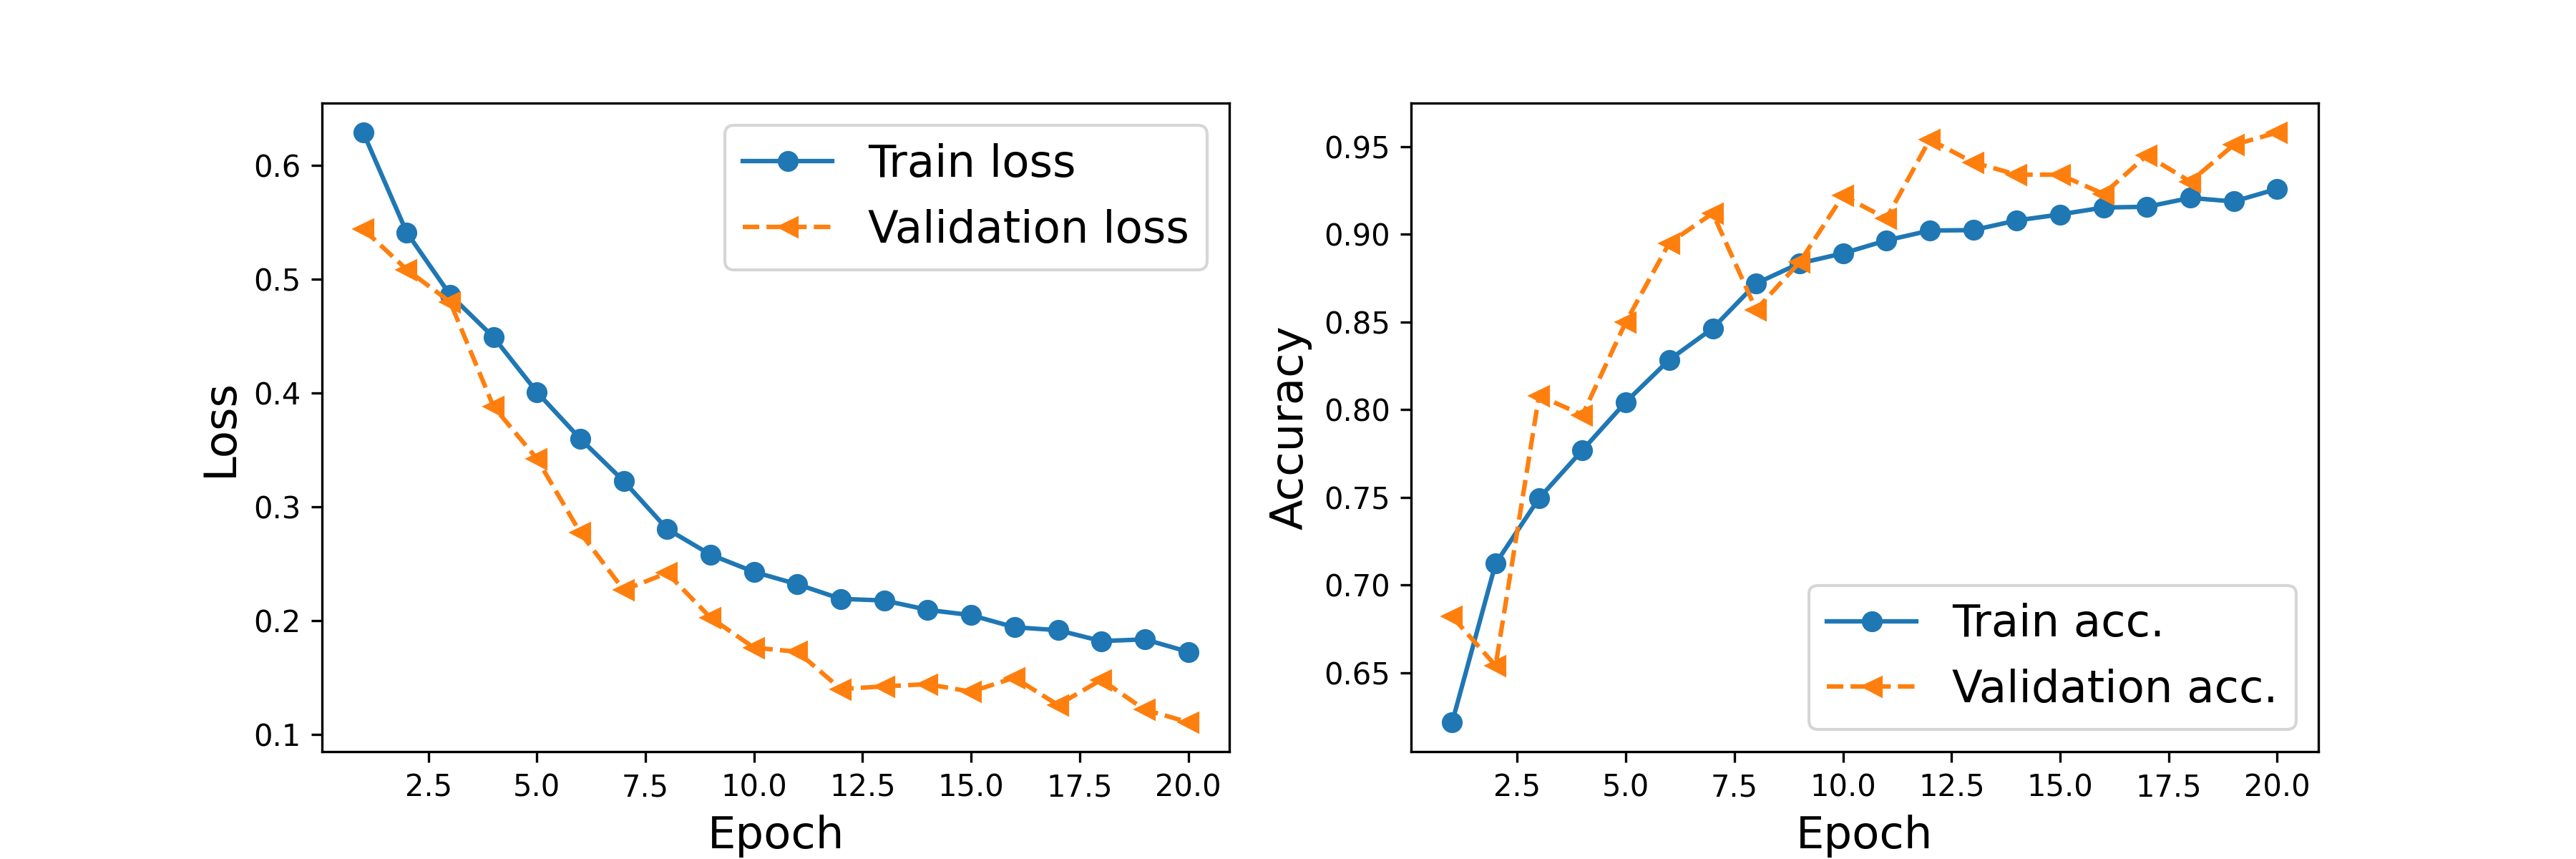 0.6
0.5
0.4
0.3
0.2
0.1
Loss
Train loss
Validation loss
2.5 5.0 7.5 10.0 12.5 15.0 17.5 20.0
Epoch
0.95
0.90
0.85
0.80
0.75
0.70
0.65
Accuracy
Train acc.
Validation acc.
2.5 5.0 7.5 10.0 12.5 15.0 17.5 20.0
Epoch